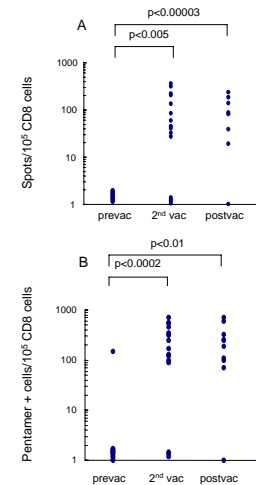 p<0.00003
A
p<0.005
1000
100
10
1
Spots/10⁵ CD8 cells
prevac 2ⁿᵈ vac postvac
p<0.01
B
p<0.0002
1000
100
10
1
Pentamer + cells/10⁵ CD8 cells
prevac 2ⁿᵈ vac postvac